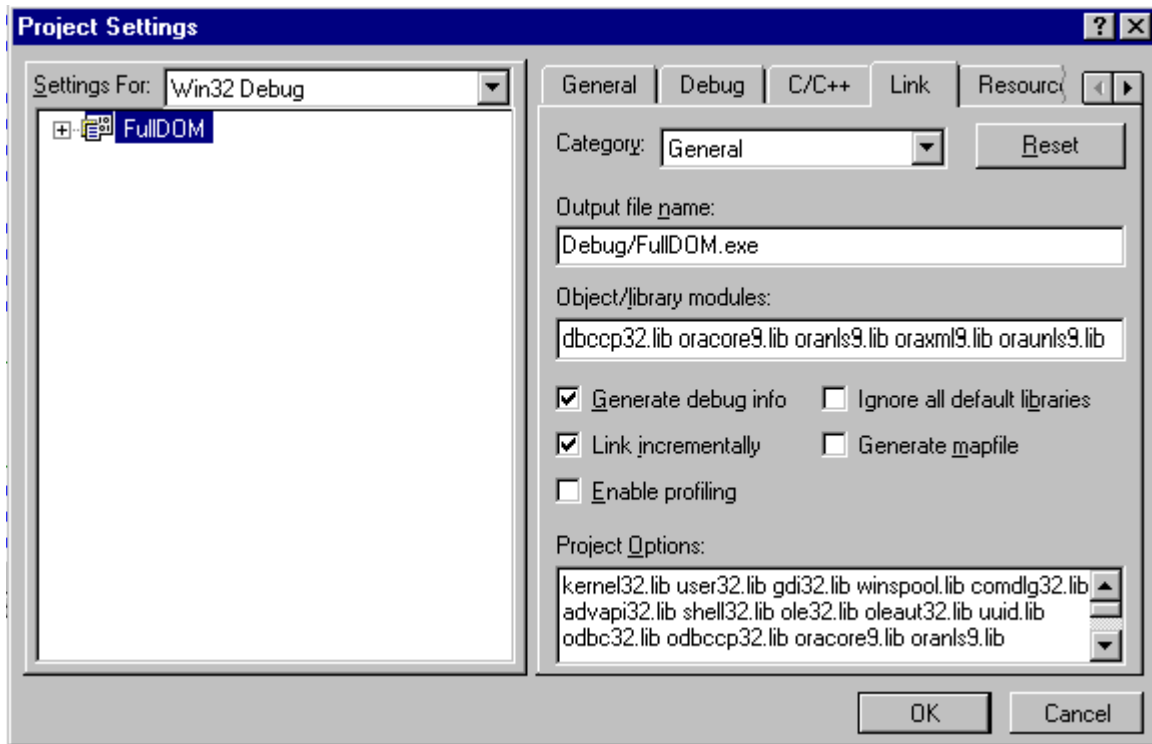 Project Settings
Settings For: Win32 Debug
FullDOM
General Debug C/C++ Link Resourc
Category: General Reset
Output file name:
Debug/FullDOM.exe
Object/library modules:
dbccp32.lib oracore9.lib oranls9.lib oraxml9.lib oraunls9.lib
Generate debug info Ignore all default libraries
Link incrementally Generate mapfile
Enable profiling
Project Options:
kernel32.lib user32.lib gdi32.lib winspool.lib comdlg32.lib
advapi32.lib shell32.lib ole32.lib oleaut32.lib uuid.lib
odbc32.lib odbccp32.lib oracore9.lib oranls9.lib
OK Cancel